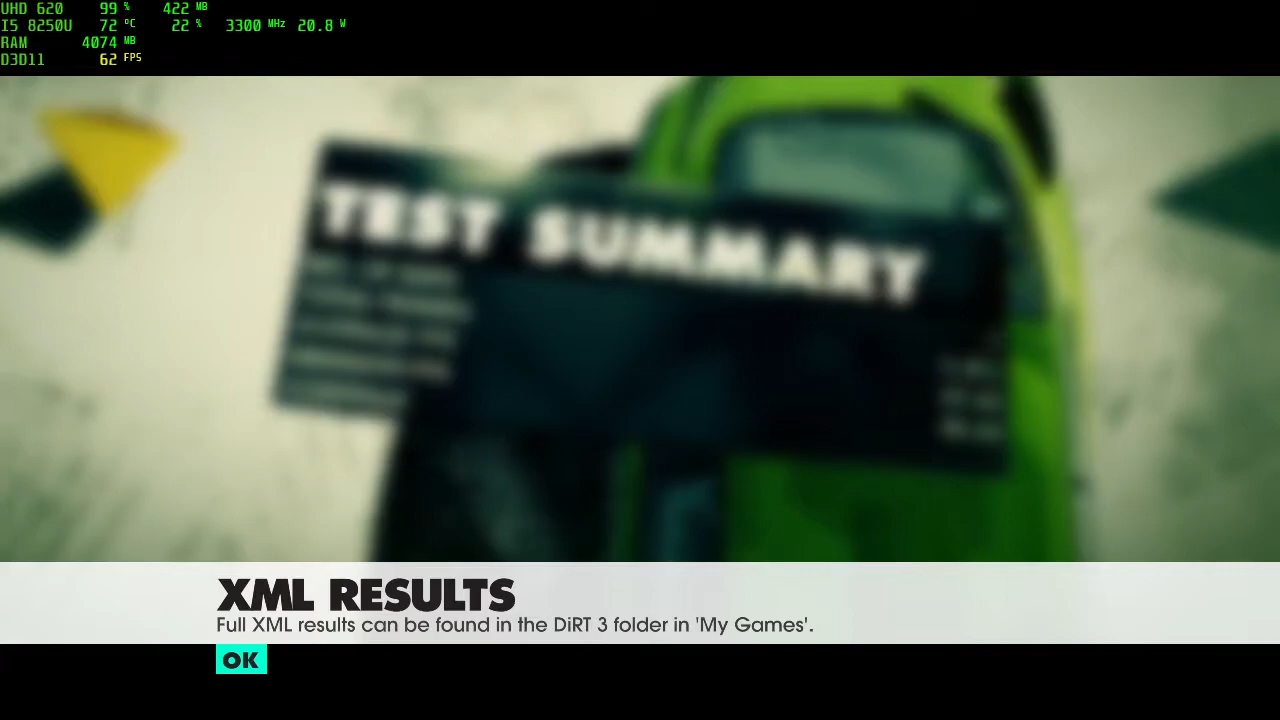 UHD 620 99 % 422 MB
I5 8250U 72 °C 22 % 3300 MHz 20.8 W
RAM 4074 MB
D3D11 62 FPS
TEST SUMMARY
XML RESULTS
Full XML results can be found in the DiRT 3 folder in 'My Games'.
OK